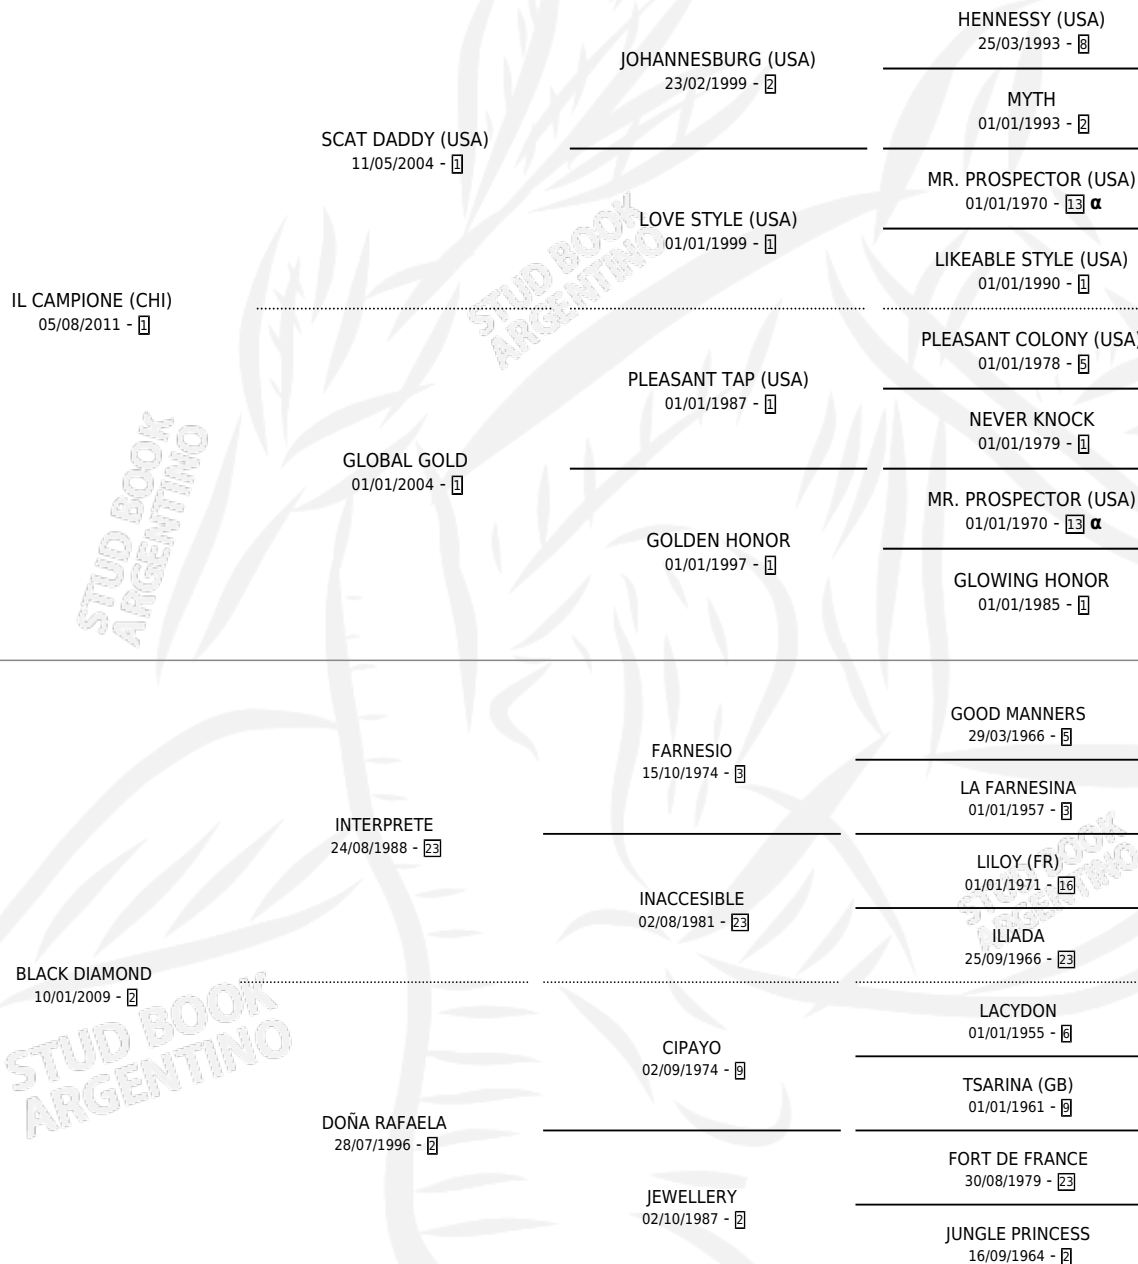 HENNESSY (USA)
25/03/1993 - 8
JOHANNESBURG (USA)
23/02/1999 - 2
MYTH
01/01/1993 - 2
SCAT DADDY (USA)
11/05/2004 - 1
MR. PROSPECTOR (USA)
01/01/1970 - 13 α
LOVE STYLE (USA)
01/01/1999 - 1
LIKEABLE STYLE (USA)
01/01/1990 - 1
IL CAMPIONE (CHI)
05/08/2011 - 1
PLEASANT COLONY (USA)
01/01/1978 - 5
PLEASANT TAP (USA)
01/01/1987 - 1
NEVER KNOCK
01/01/1979 - 1
GLOBAL GOLD
01/01/2004 - 1
MR. PROSPECTOR (USA)
01/01/1970 - 13 α
GOLDEN HONOR
01/01/1997 - 1
GLOWING HONOR
01/01/1985 - 1
GOOD MANNERS
29/03/1966 - 5
FARNESIO
15/10/1974 - 3
LA FARNESINA
01/01/1957 - 3
INTERPRETE
24/08/1988 - 23
LILOY (FR)
01/01/1971 - 16
INACCESIBLE
02/08/1981 - 23
ILIADA
25/09/1966 - 23
BLACK DIAMOND
10/01/2009 - 2
LACYDON
01/01/1955 - 6
CIPAYO
02/09/1974 - 9
TSARINA (GB)
01/01/1961 - 9
DOÑA RAFAELA
28/07/1996 - 2
FORT DE FRANCE
30/08/1979 - 23
JEWELLERY
02/10/1987 - 2
JUNGLE PRINCESS
16/09/1964 - 2
STUD BOOK
ARGENTINO
STUD BOOK
ARGENTINO
STUD BOOK
ARGENTINO
STUD BOOK
ARGENTINO